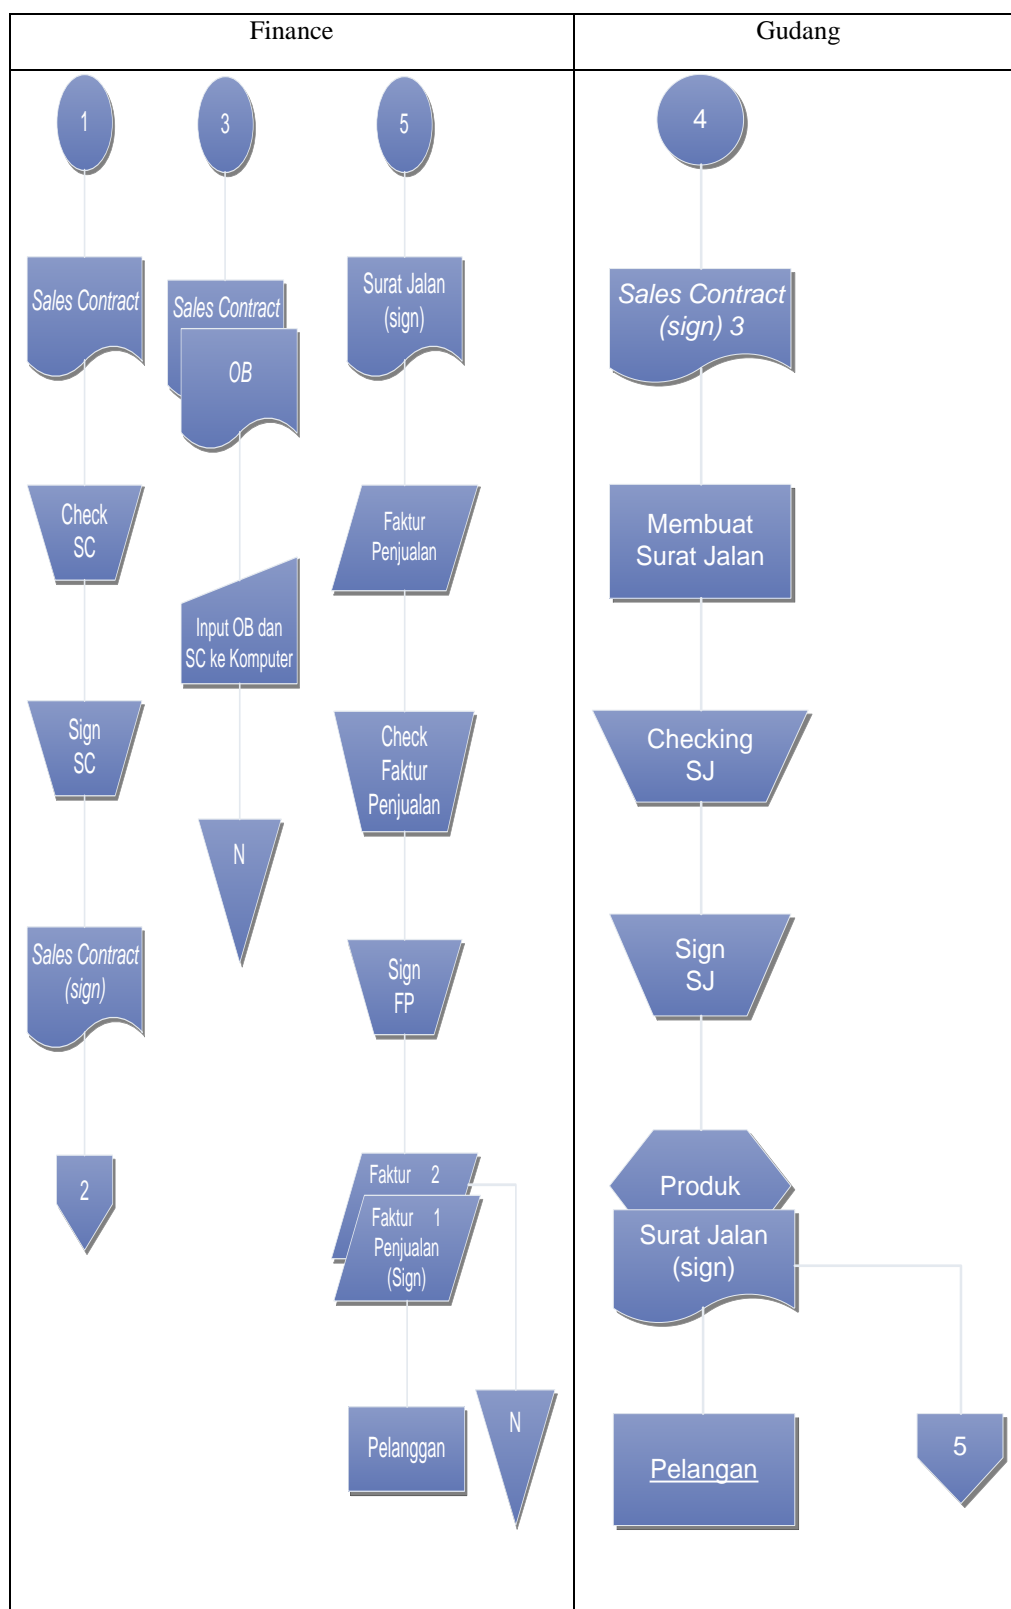 Finance
Gudang
1
Sales Contract
Check
SC
Sign
SC
Sales Contract
(sign)
2
3
Sales Contract
OB
Input OB dan
SC ke Komputer
N
5
Surat Jalan
(sign)
Faktur
Penjualan
Check
Faktur
Penjualan
Sign
FP
Faktur 2
Faktur 1
Penjualan
(Sign)
Pelanggan
N
4
Sales Contract
(sign) 3
Membuat
Surat Jalan
Checking
SJ
Sign
SJ
Produk
Surat Jalan
(sign)
Pelangan
5